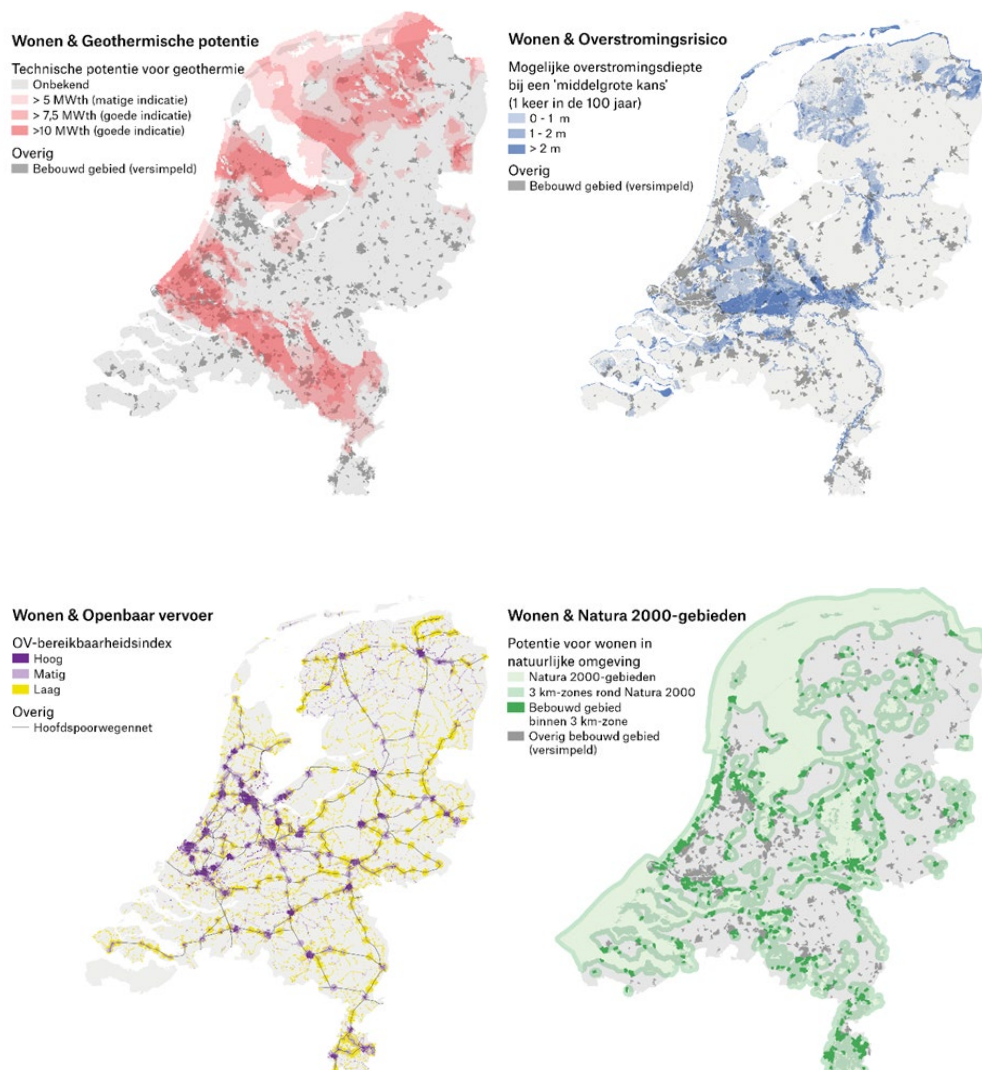 Wonen & Geothermische potentie
Technische potentie voor geothermie
Onbekend
> 5 MWth (matige indicatie)
> 7,5 MWth (goede indicatie)
>10 MWth (goede indicatie)
Overig
Bebouwd gebied (versimpeld)
Wonen & Overstromingsrisico
Mogelijke overstromingsdiepte
bij een 'middelgrote kans'
(1 keer in de 100 jaar)
0 - 1 m
1 - 2 m
> 2 m
Overig
Bebouwd gebied (versimpeld)
Wonen & Openbaar vervoer
OV-bereikbaarheidsindex
Hoog
Matig
Laag
Overig
Hoofdspoorwegennet
Wonen & Natura 2000-gebieden
Potentie voor wonen in
natuurlijke omgeving
Natura 2000-gebieden
3 km-zones rond Natura 2000
Bebouwd gebied
binnen 3 km-zone
Overig bebouwd gebied
(versimpeld)